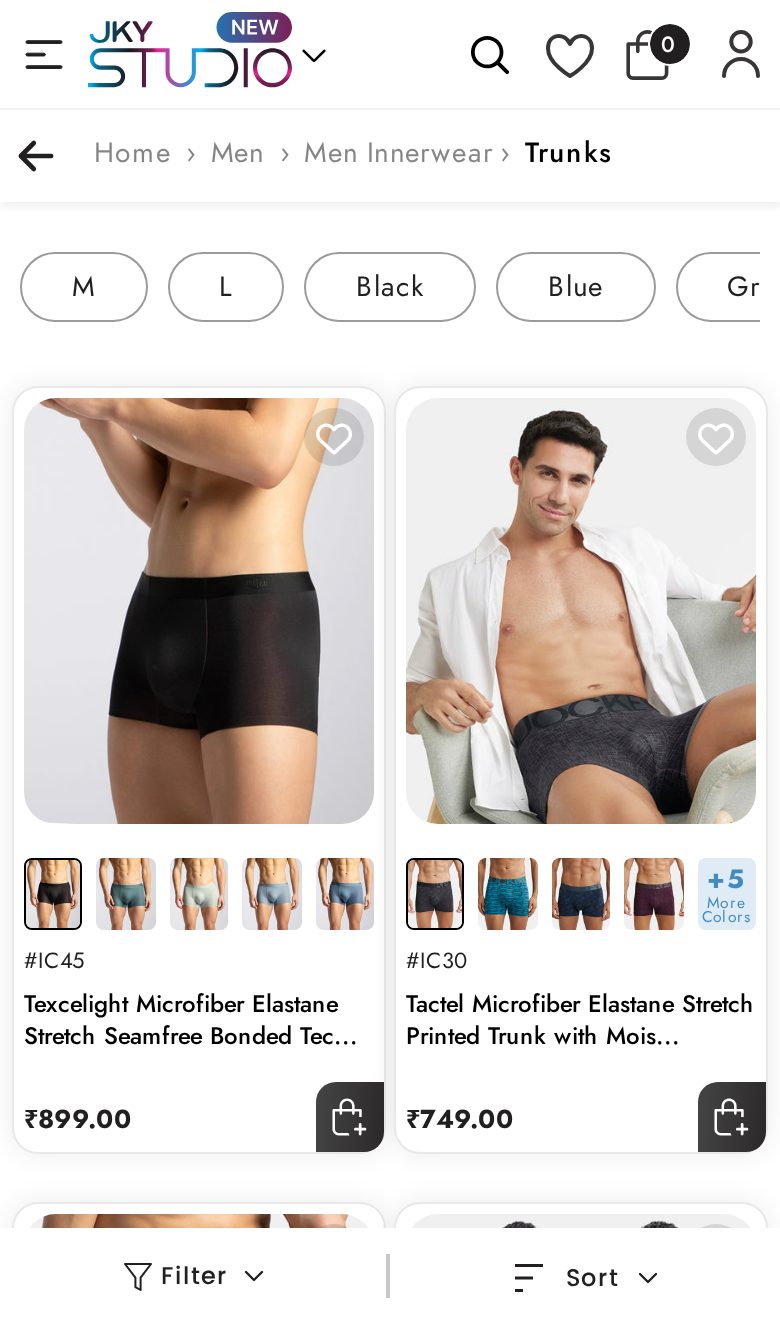 JKY
NEW
STUDIO
0
Home › Men › Men Innerwear › Trunks
M
L
Black
Blue
Gr
JOCKE
+5
More
Colors
#IC45
#IC30
Texcelight Microfiber Elastane
Stretch Seamfree Bonded Tec...
Tactel Microfiber Elastane Stretch
Printed Trunk with Mois...
₹899.00
₹749.00
Filter
Sort